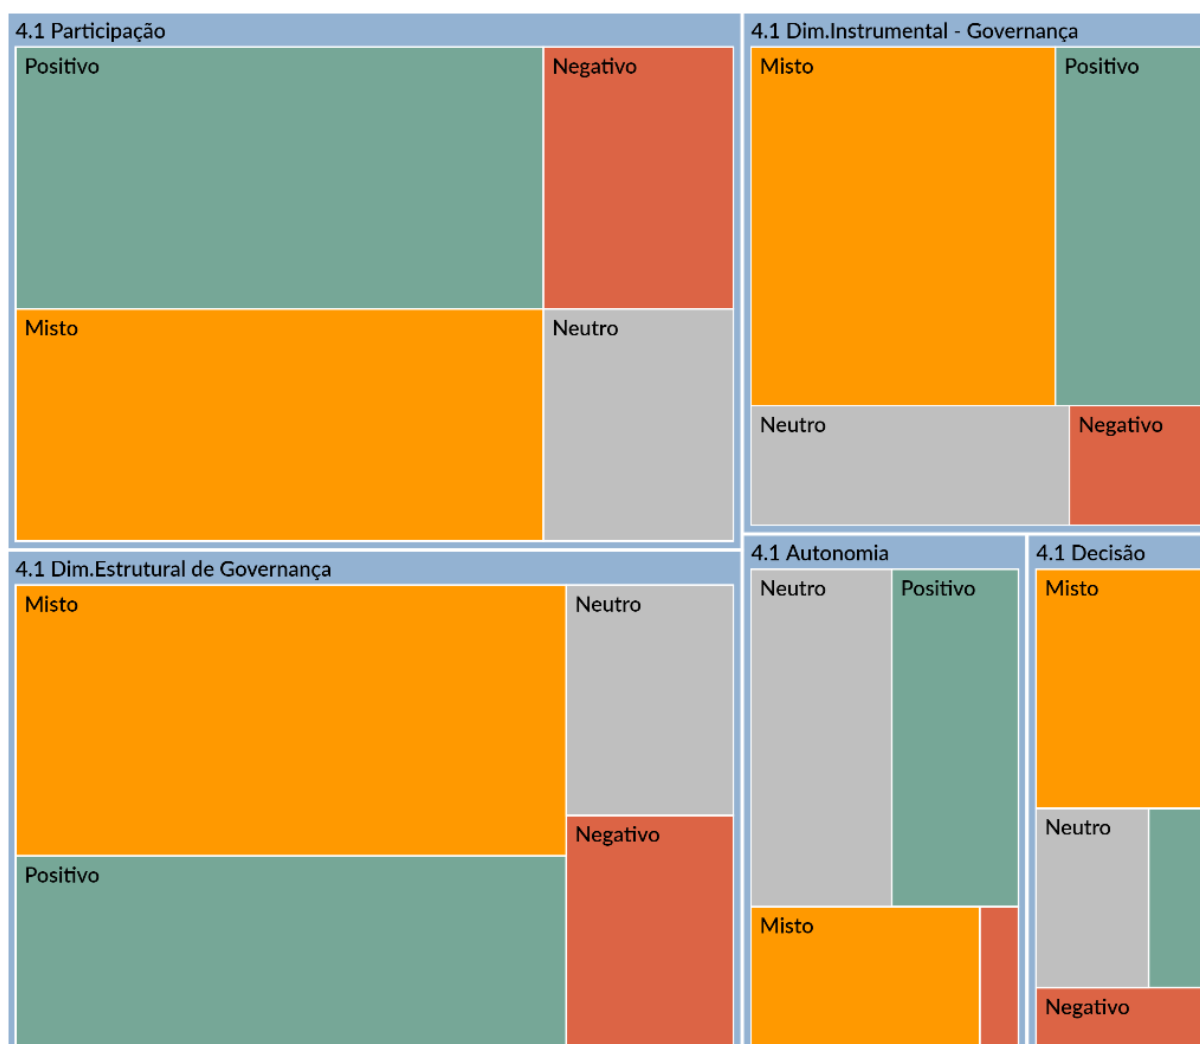 4.1 Participação
Positivo
Negativo
Misto
Neutro
4.1 Dim.Instrumental - Governança
Misto
Positivo
Neutro
Negativo
4.1 Dim.Estrutural de Governança
Misto
Neutro
Negativo
Positivo
4.1 Autonomia
Neutro
Positivo
Misto
4.1 Decisão
Misto
Neutro
Negativo